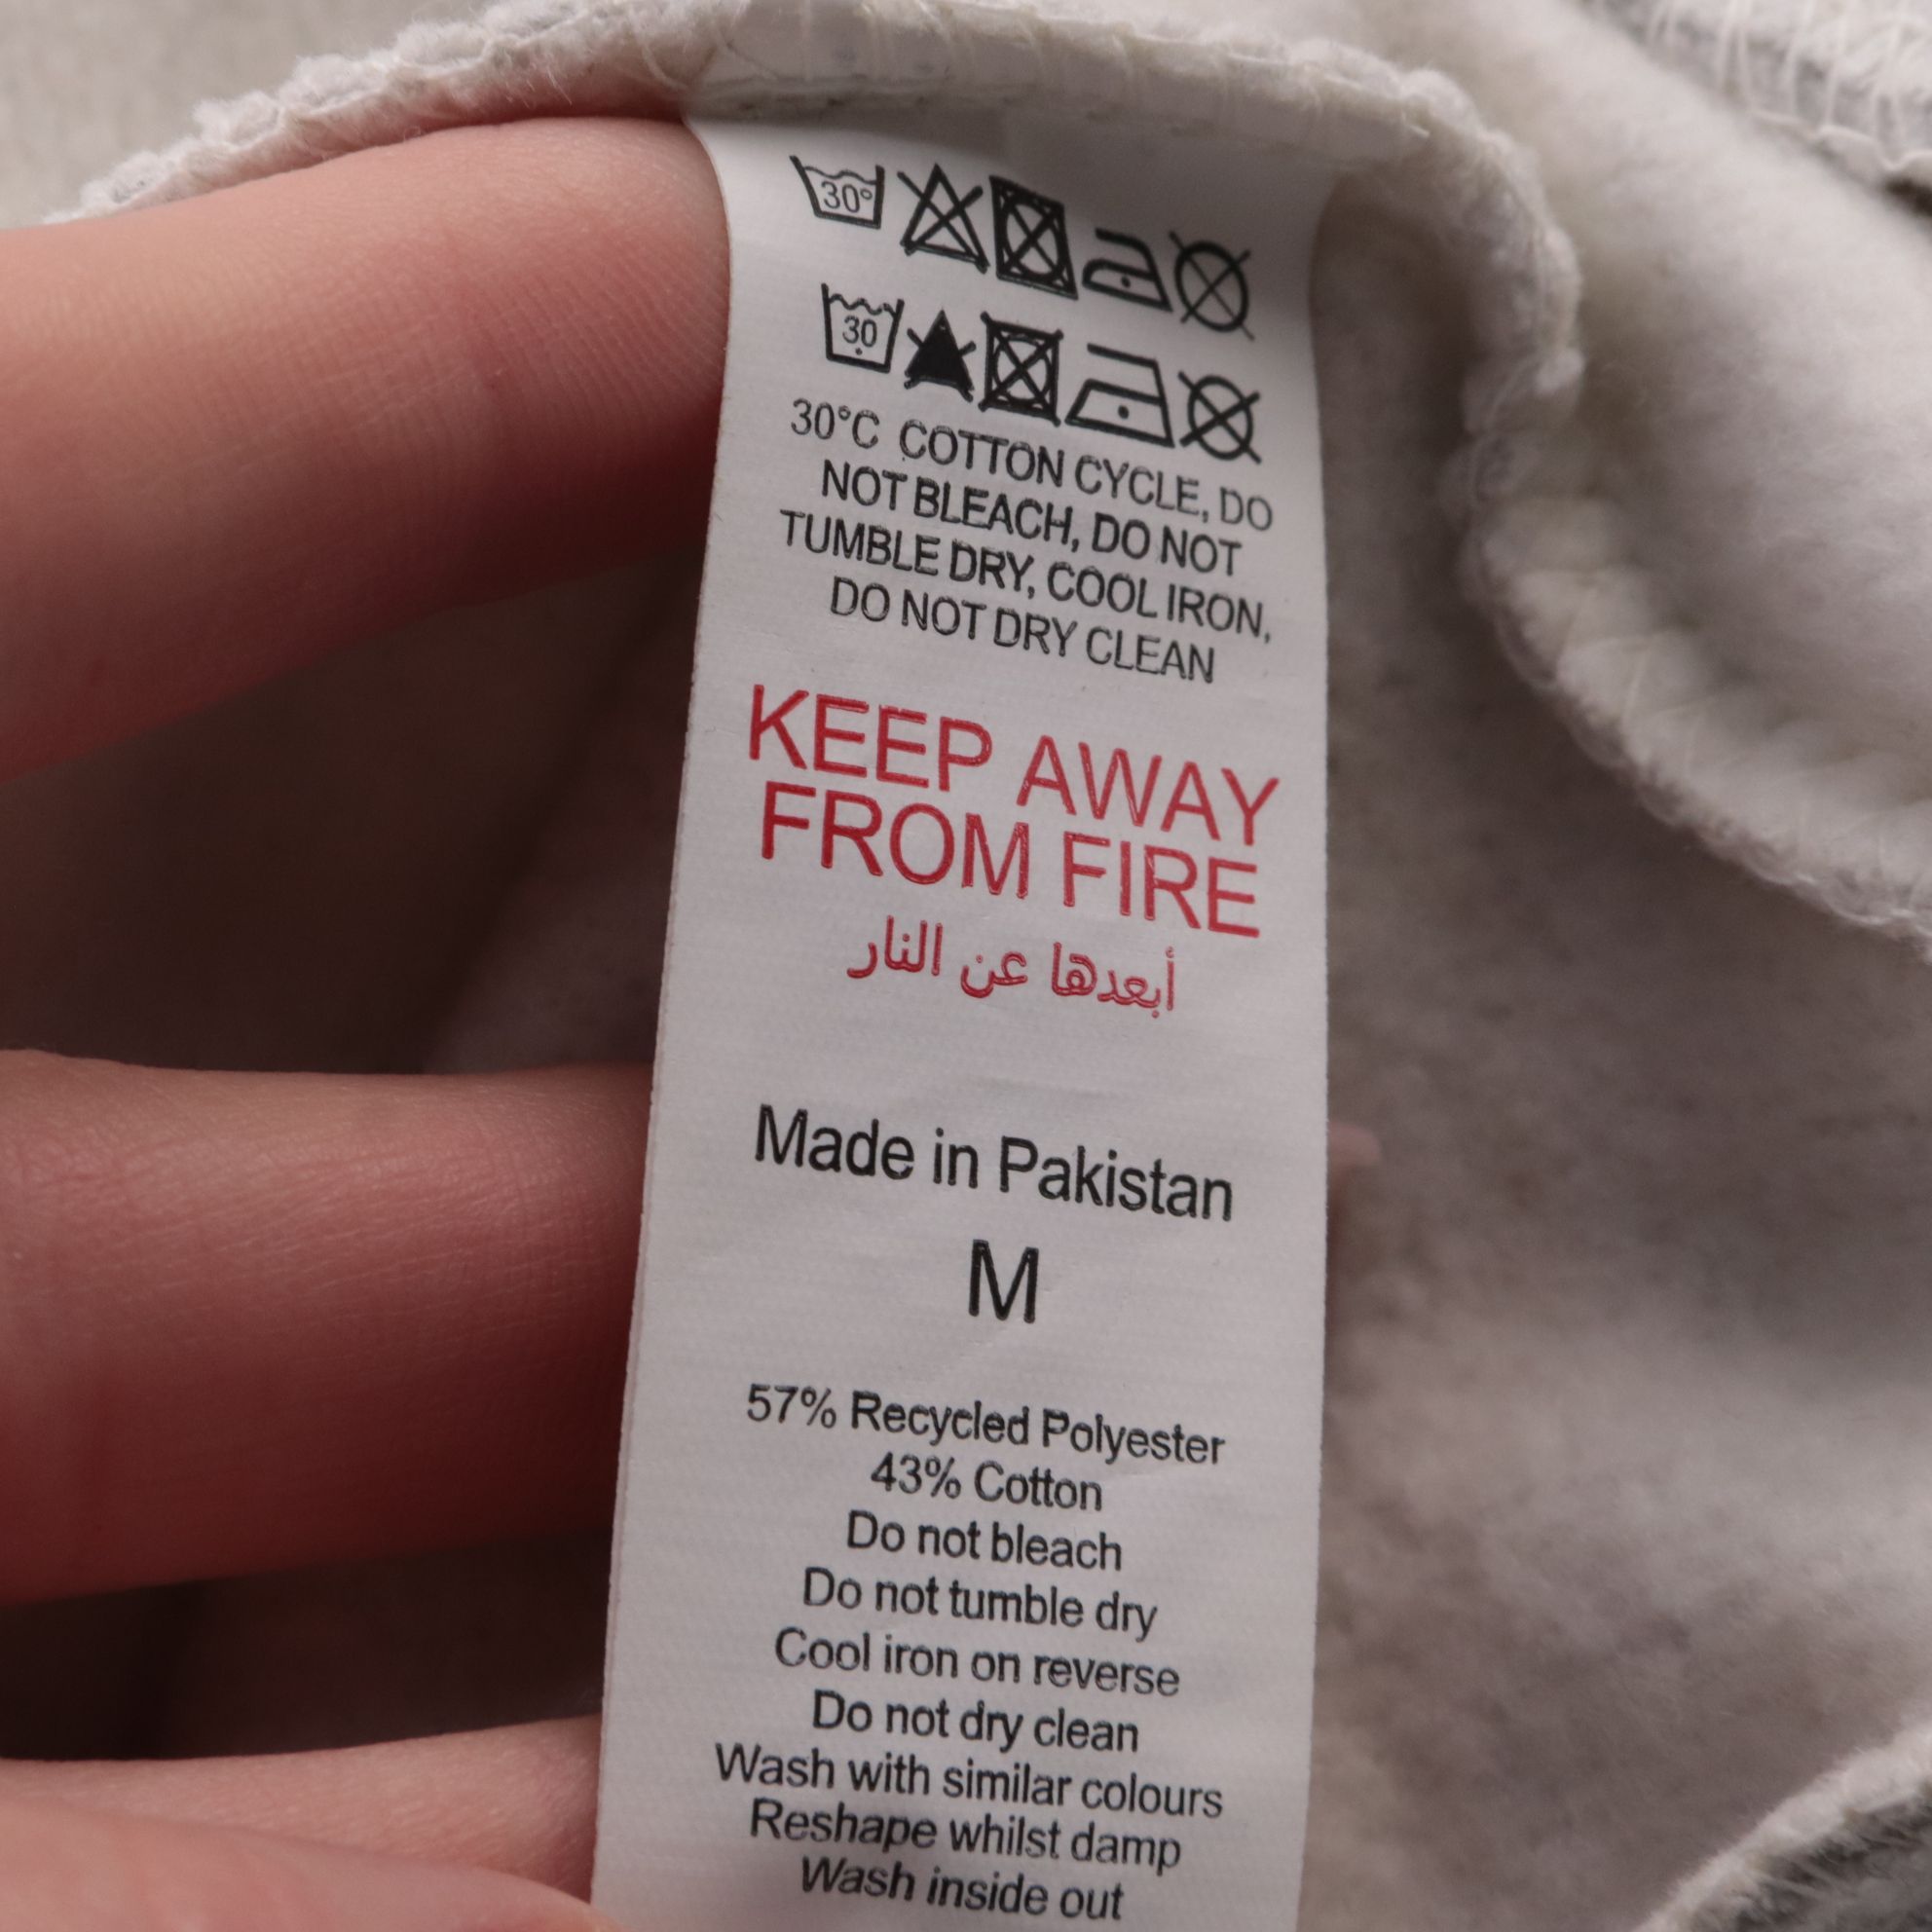 30°
30
30°C COTTON CYCLE, DO
NOT BLEACH, DO NOT
TUMBLE DRY, COOL IRON,
DO NOT DRY CLEAN
KEEP AWAY
FROM FIRE
أبعدها عن النار
Made in Pakistan
M
57% Recycled Polyester
43% Cotton
Do not bleach
Do not tumble dry
Cool iron on reverse
Do not dry clean
Wash with similar colours
Reshape whilst damp
Wash inside out